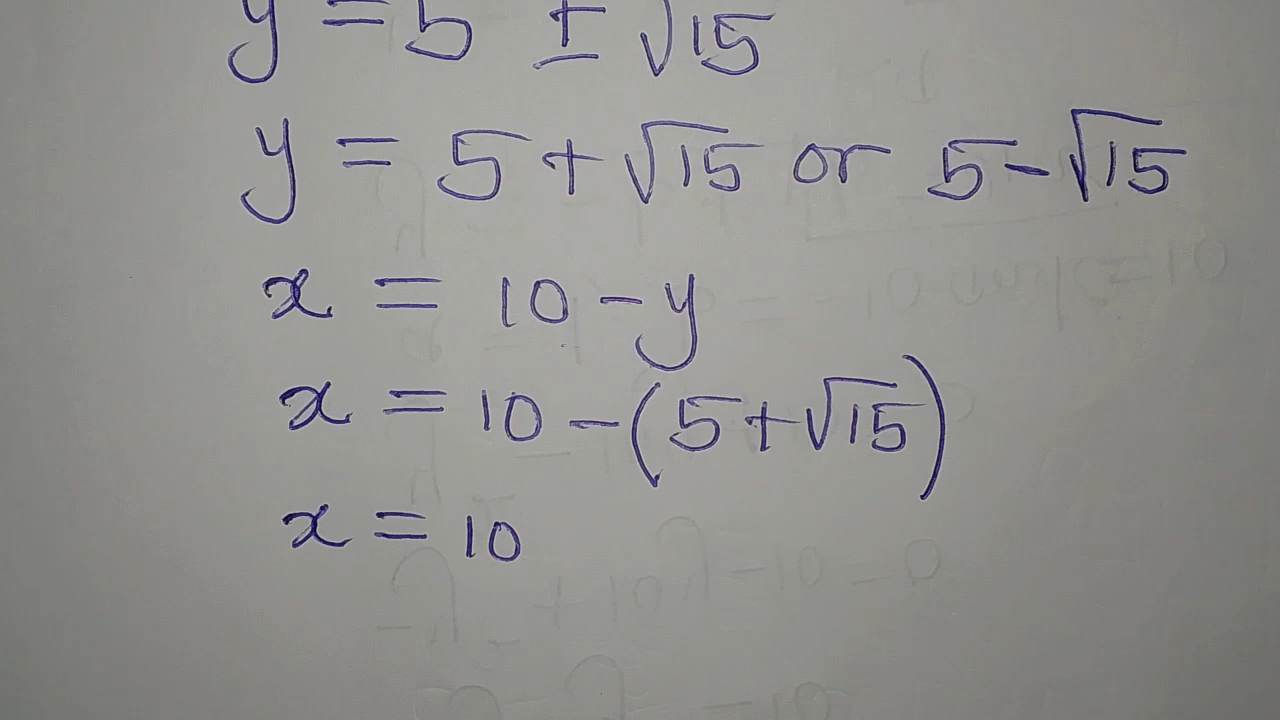 y = 5 ± √15
y = 5 + √15 or 5 - √15
x = 10 - y
x = 10 - (5 + √15)
x = 10